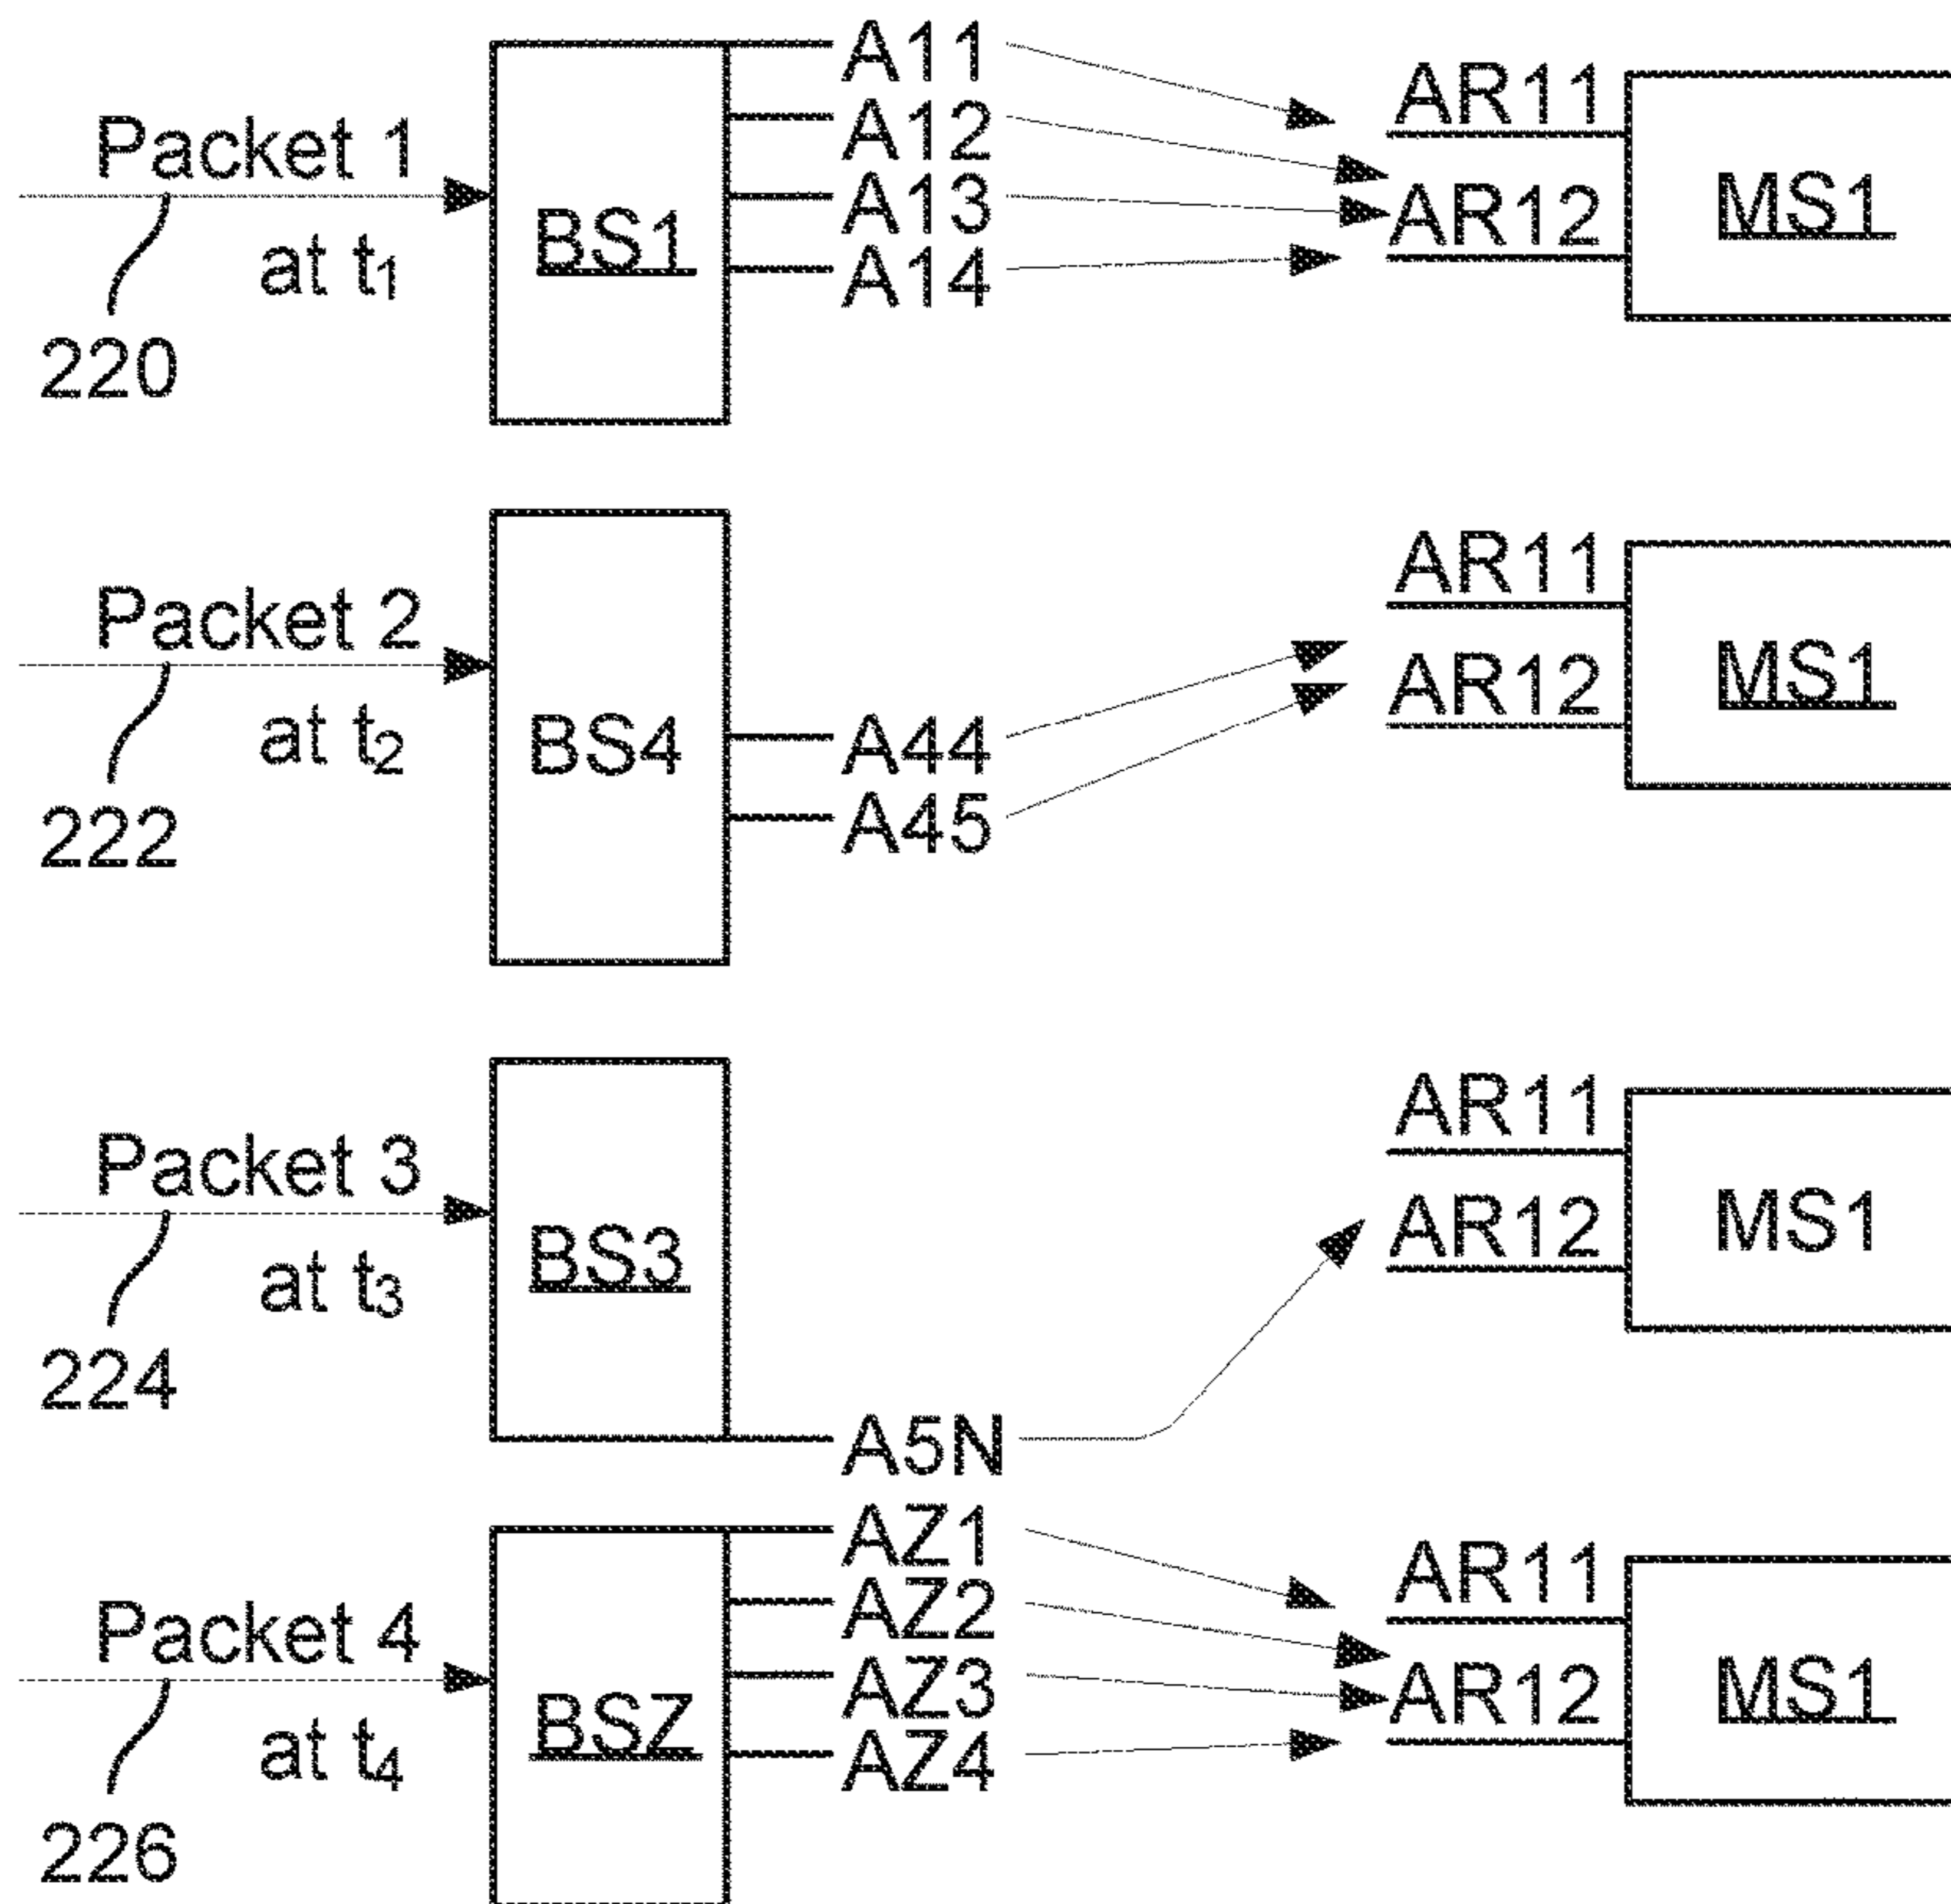 A11
A12
A13
A14
Packet 1
at t1
220
BS1
AR11
AR12
MS1
Packet 2
at t2
222
BS4
A44
A45
AR11
AR12
MS1
Packet 3
at t3
224
BS3
A5N
AR11
AR12
MS1
Packet 4
at t4
226
BSZ
AZ1
AZ2
AZ3
AZ4
AR11
AR12
MS1